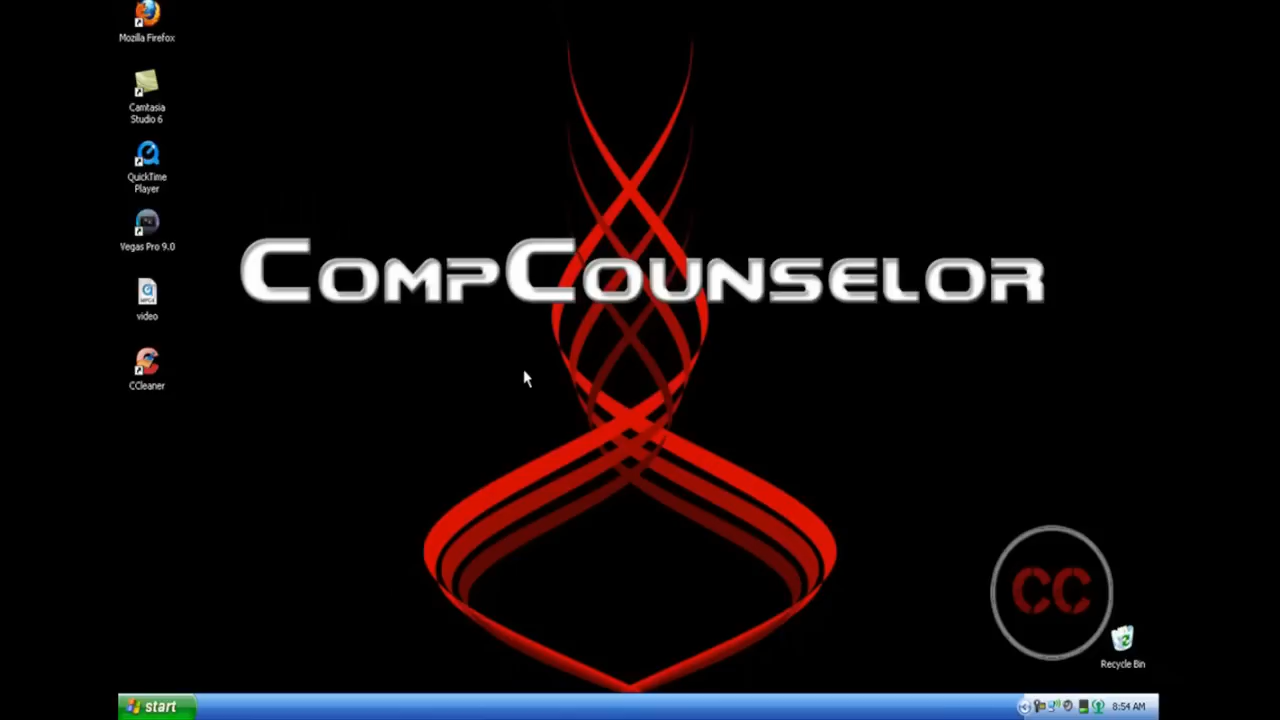 Mozilla Firefox
Camtasia
Studio 6
QuickTime
Player
Vegas Pro 9.0
MPC4
video
CCleaner
CompCounselor
CC
Recycle Bin
start
8:54 AM